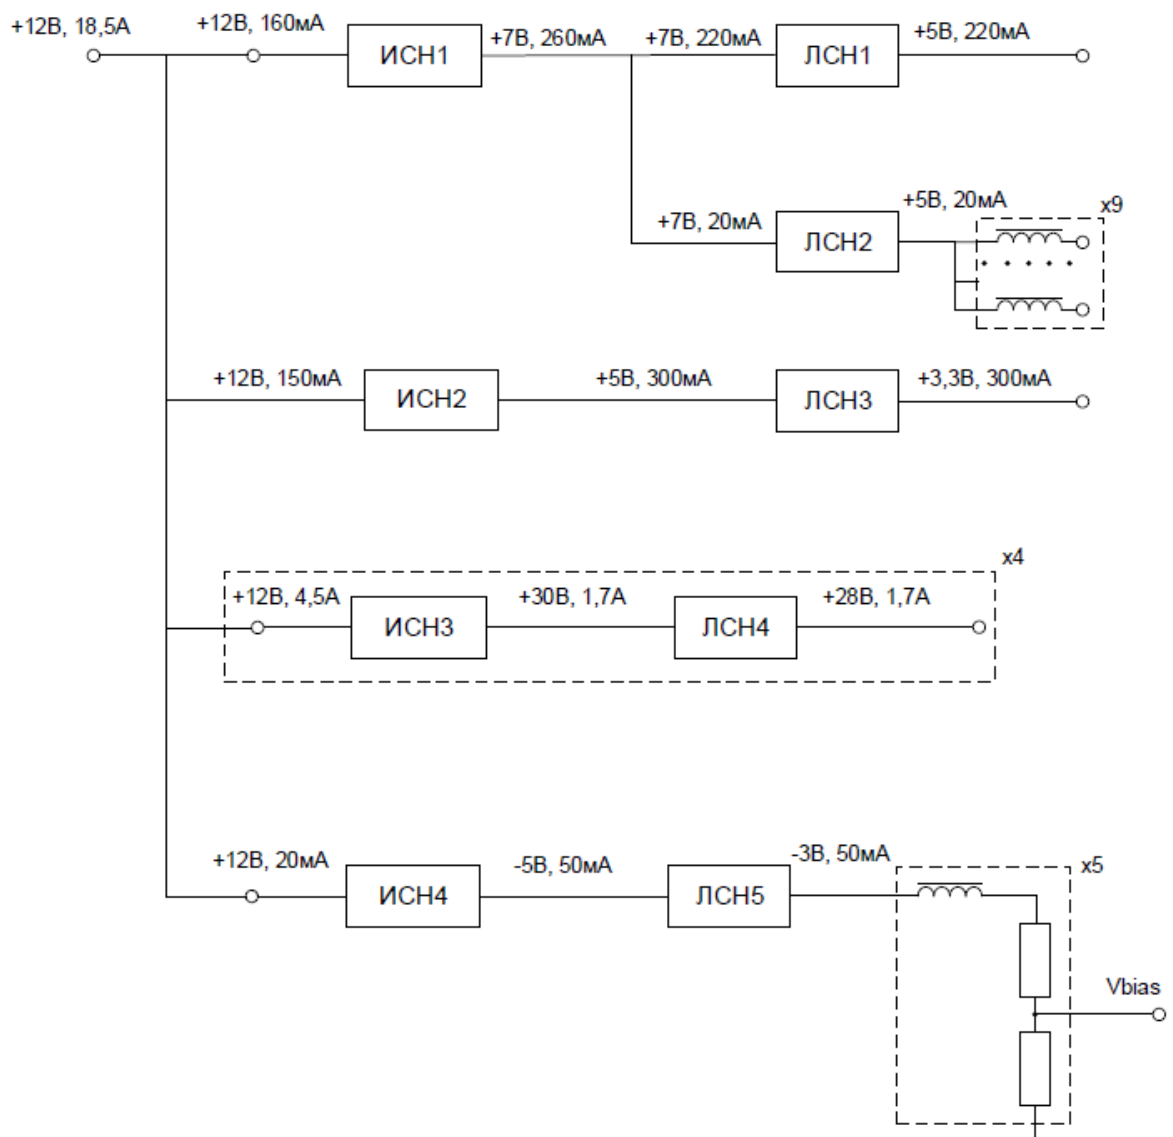 +12В, 18,5А
+12В, 160мА
ИСН1
+7В, 260мА
+7В, 220мА
ЛСН1
+5В, 220мА
+7В, 20мА
ЛСН2
+5В, 20мА
x9
+12В, 150мА
ИСН2
+5В, 300мА
ЛСН3
+3,3В, 300мА
x4
+12В, 4,5А
ИСН3
+30В, 1,7А
ЛСН4
+28В, 1,7А
+12В, 20мА
ИСН4
-5В, 50мА
ЛСН5
-3В, 50мА
x5
Vbias